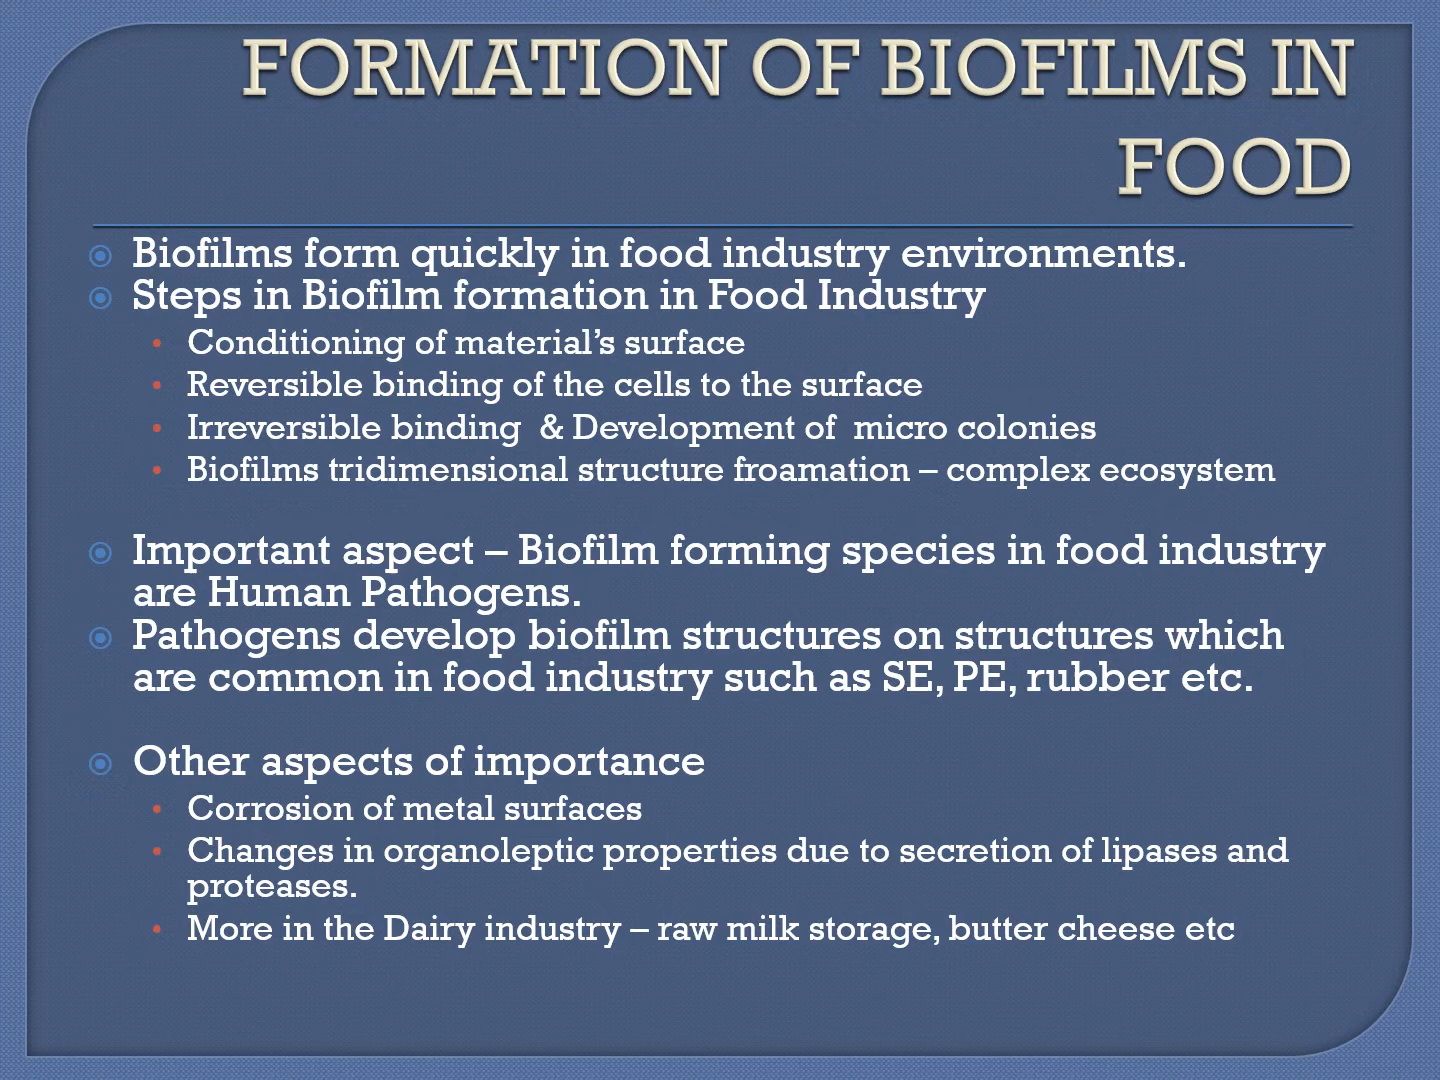 FORMATION OF BIOFILMS IN
FOOD
Biofilms form quickly in food industry environments.
Steps in Biofilm formation in Food Industry
Conditioning of material’s surface
Reversible binding of the cells to the surface
Irreversible binding  & Development of  micro colonies
Biofilms tridimensional structure froamation – complex ecosystem
Important aspect – Biofilm forming species in food industry
are Human Pathogens.
Pathogens develop biofilm structures on structures which
are common in food industry such as SE, PE, rubber etc.
Other aspects of importance
Corrosion of metal surfaces
Changes in organoleptic properties due to secretion of lipases and
proteases.
More in the Dairy industry – raw milk storage, butter cheese etc